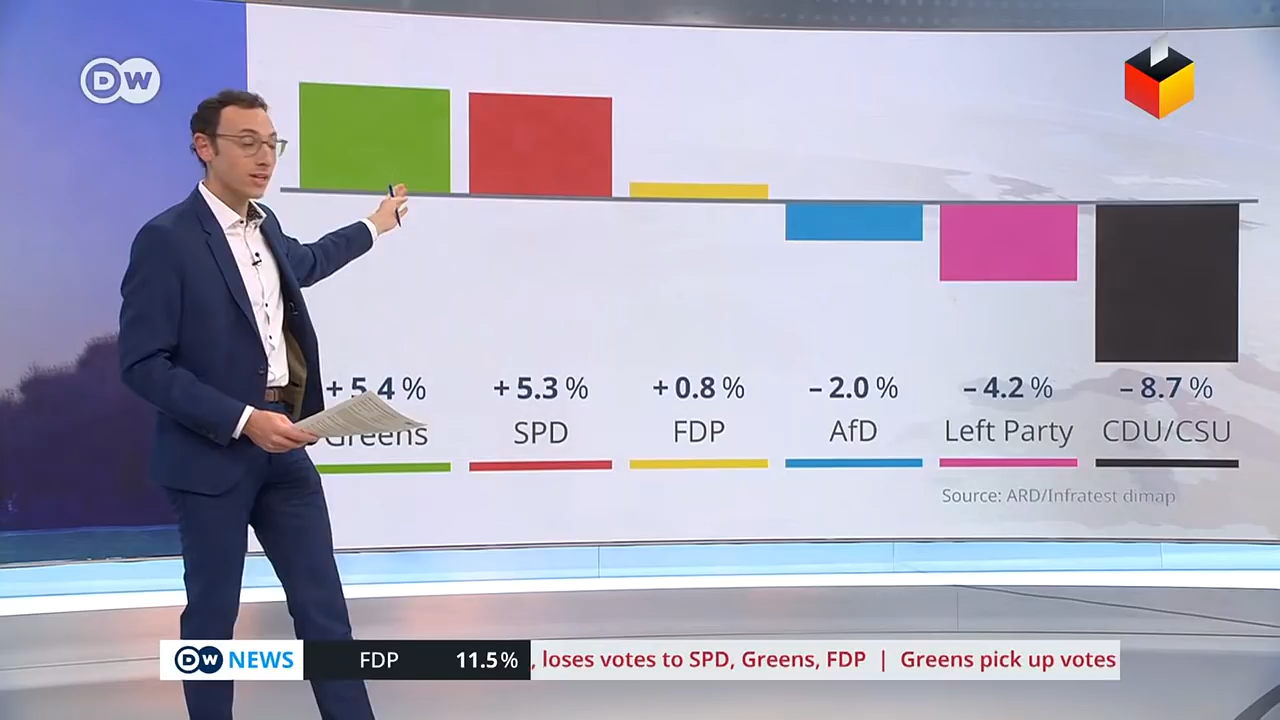 DW
+5.4%
+5.3%
+0.8%
–2.0%
–4.2%
–8.7%
Greens
SPD
FDP
AfD
Left Party
CDU/CSU
Source: ARD/Infratest dimap
DW NEWS
FDP 11.5%
, loses votes to SPD, Greens, FDP | Greens pick up votes